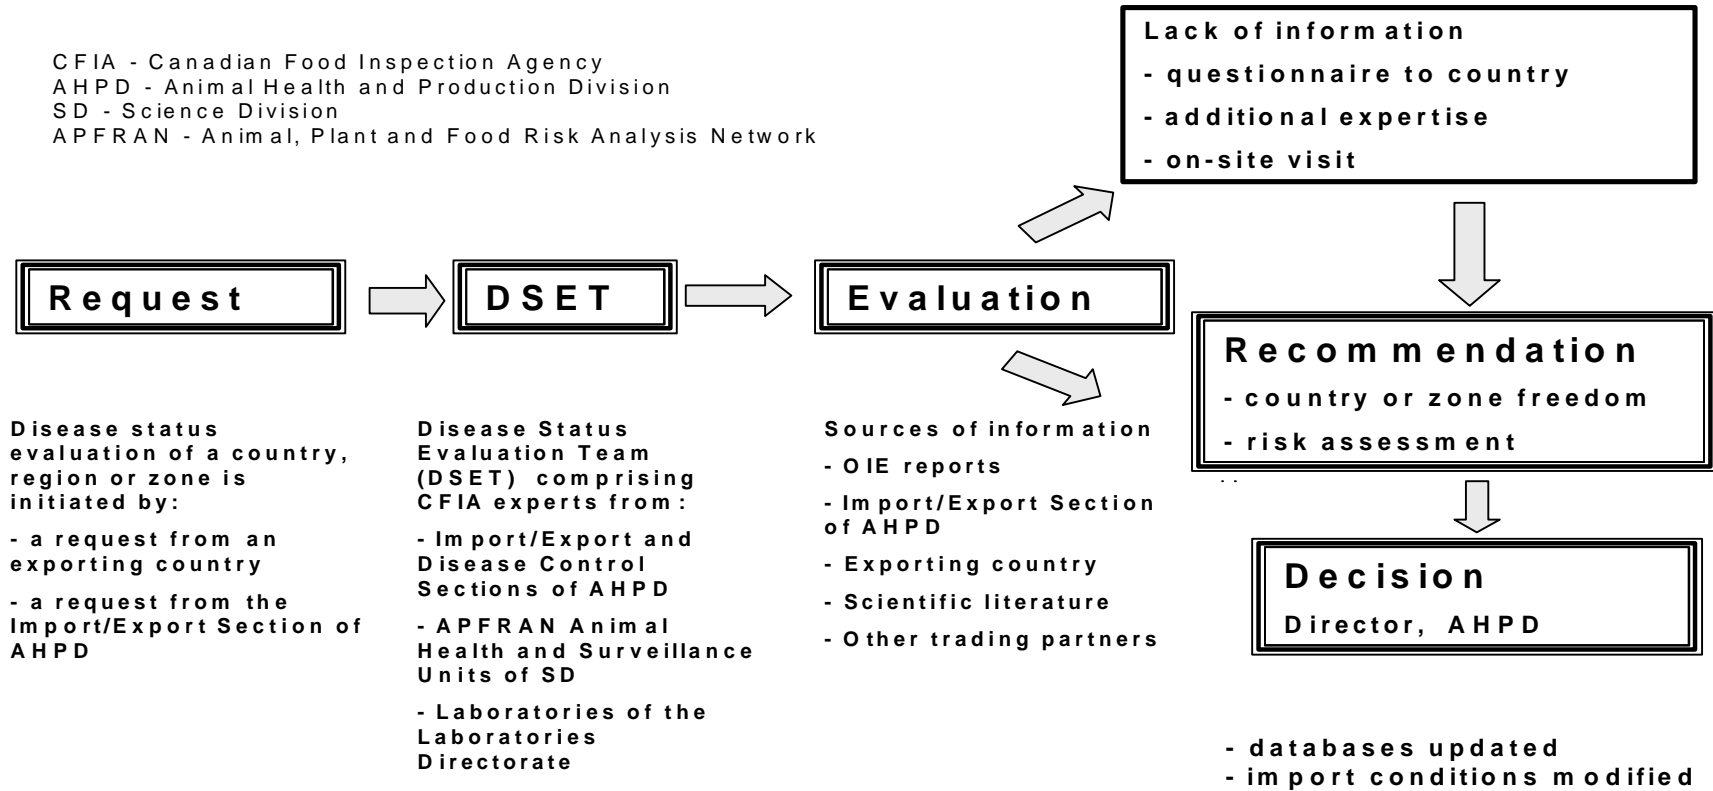 CFIA - Canadian Food Inspection Agency
AHPD - Animal Health and Production Division
SD - Science Division
APFRAN - Animal, Plant and Food Risk Analysis Network
Lack of information
- questionnaire to country
- additional expertise
- on-site visit
Request
DSET
Evaluation
Recommendation
- country or zone freedom
- risk assessment
Disease status
evaluation of a country,
region or zone is
initiated by:
- a request from an
exporting country
- a request from the
Import/Export Section of
AHPD
Disease Status
Evaluation Team
(DSET) comprising
CFIA experts from:
- Import/Export and
Disease Control
Sections of AHPD
- APFRAN Animal
Health and Surveillance
Units of SD
- Laboratories of the
Laboratories
Directorate
Sources of information
- OIE reports
- Import/Export Section
of AHPD
- Exporting country
- Scientific literature
- Other trading partners
Decision
Director, AHPD
- databases updated
- import conditions modified